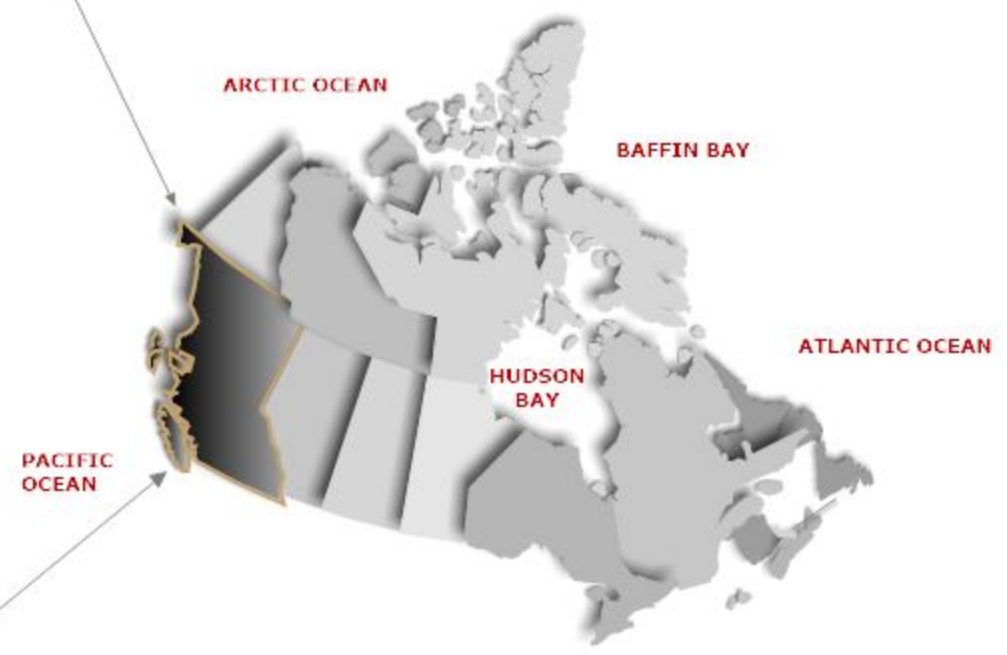 ARCTIC OCEAN
BAFFIN BAY
ATLANTIC OCEAN
HUDSON
BAY
PACIFIC
OCEAN